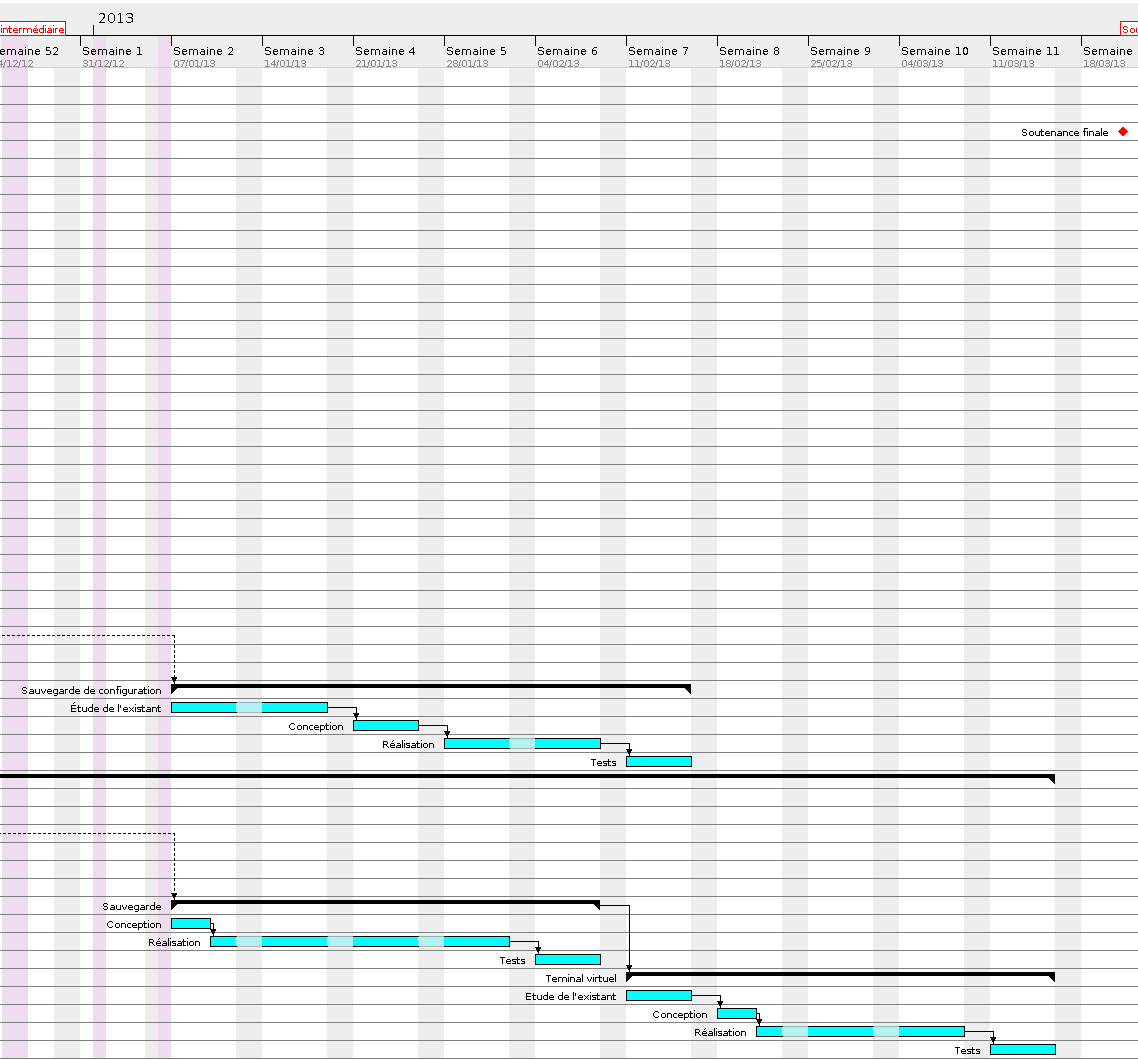 2013
intermédiaire
Sou
emaine 52
Semaine 1
Semaine 2
Semaine 3
Semaine 4
Semaine 5
Semaine 6
Semaine 7
Semaine 8
Semaine 9
Semaine 10
Semaine 11
Semaine
4/12/12
31/12/12
07/01/13
14/01/13
21/01/13
28/01/13
04/02/13
11/02/13
18/02/13
25/02/13
04/03/13
11/03/13
18/03/13
Soutenance finale
Sauvegarde de configuration
Étude de l'existant
Conception
Réalisation
Tests
Sauvegarde
Conception
Réalisation
Tests
Teminal virtuel
Etude de l'existant
Conception
Réalisation
Tests